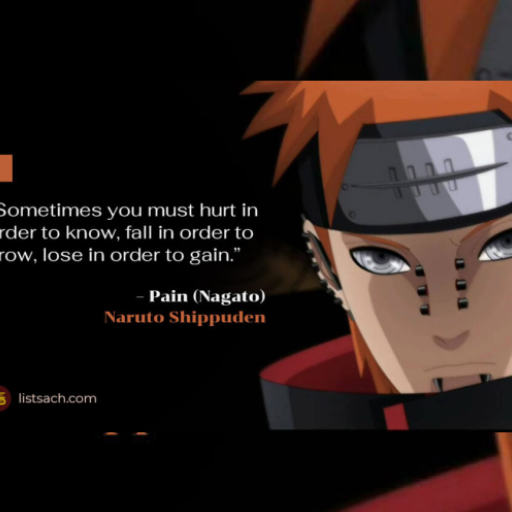 Sometimes you must hurt in
rder to know, fall in order to
row, lose in order to gain.”
– Pain (Nagato)
Naruto Shippuden
listsach.com